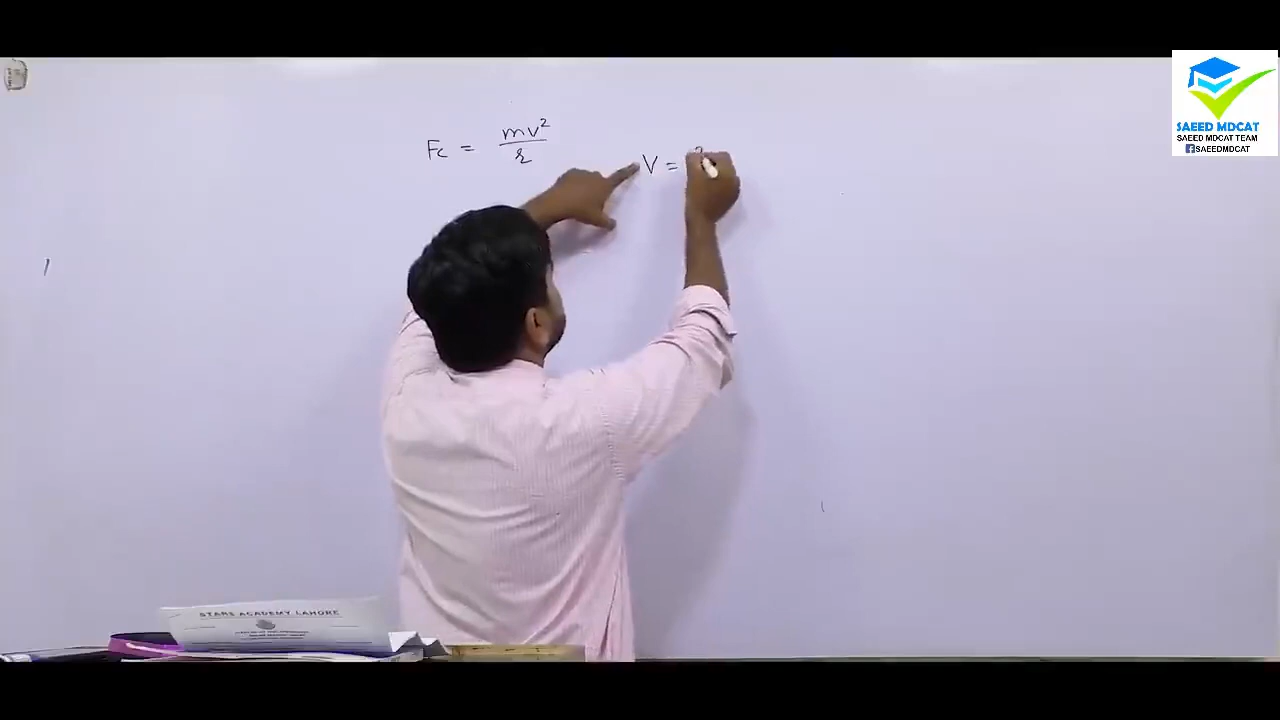 Fc = mv²/r
V =
SAEED MDCAT
SAEED MDCAT TEAM
SAEEDMDCAT
STARS ACADEMY LAHORE